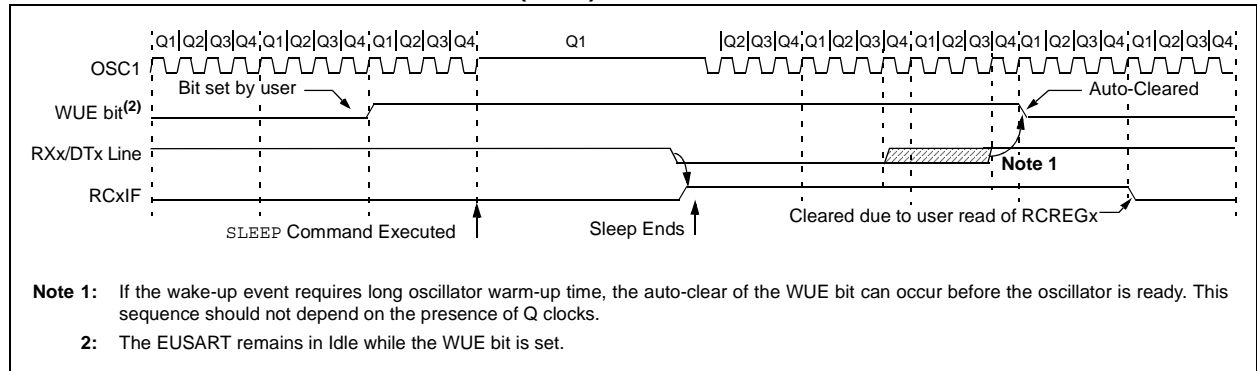 Q1 Q2 Q3 Q4 Q1 Q2 Q3 Q4 Q1 Q2 Q3 Q4 Q1 Q2 Q3 Q4 Q1 Q2 Q3 Q4 Q1 Q2 Q3 Q4 Q1 Q2 Q3 Q4 Q1 Q2 Q3 Q4
OSC1
Bit set by user
Auto-Cleared
WUE bit(2)
RXx/DTx Line
Note 1
RCxIF
Cleared due to user read of RCREGx
SLEEP Command Executed
Sleep Ends
Note 1: If the wake-up event requires long oscillator warm-up time, the auto-clear of the WUE bit can occur before the oscillator is ready. This
sequence should not depend on the presence of Q clocks.
2: The EUSART remains in Idle while the WUE bit is set.